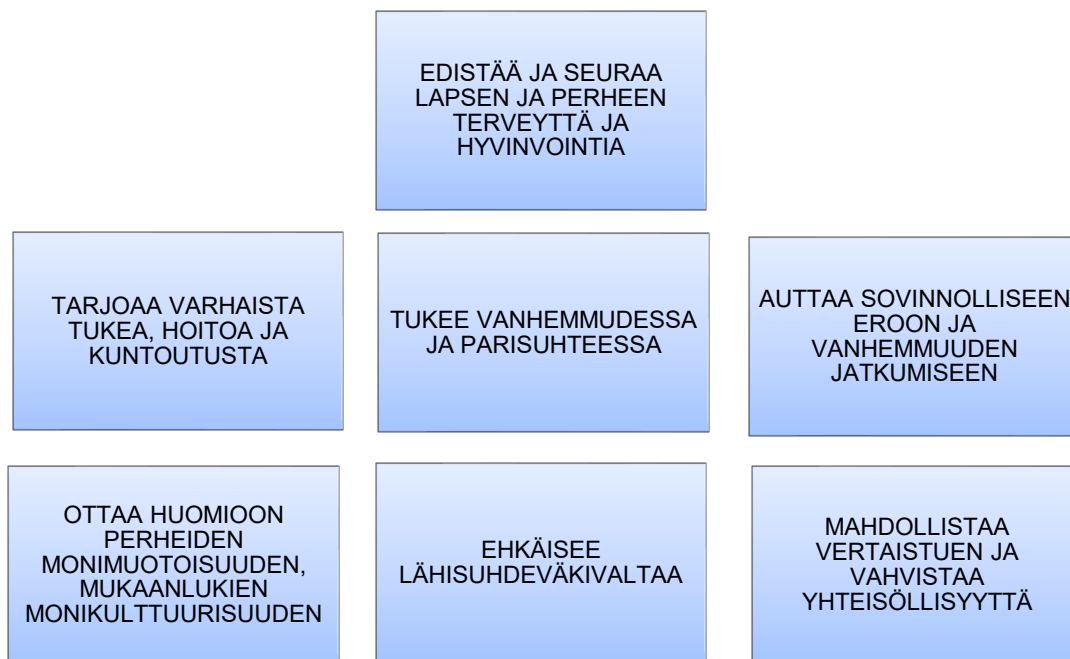 EDISTÄÄ JA SEURAA
LAPSEN JA PERHEEN
TERVEYTTÄ JA
HYVINVOINTIA
TARJOAA VARHAISTA
TUKEA, HOITOA JA
KUNTOUTUSTA
TUKEE VANHEMMUDESSA
JA PARISUHTEESSA
AUTTAA SOVINNOLLISEEN
EROON JA
VANHEMMUUDEN
JATKUMISEEN
OTTAA HUOMIOON
PERHEIDEN
MONIMUOTOISUUDEN,
MUKAANLUKIEN
MONIKULTTUURISUUDEN
EHKÄISEE
LÄHISUHDEVÄKIVALTAA
MAHDOLLISTAA
VERTAISTUEN JA
VAHVISTAA
YHTEISÖLLISYYTTÄ